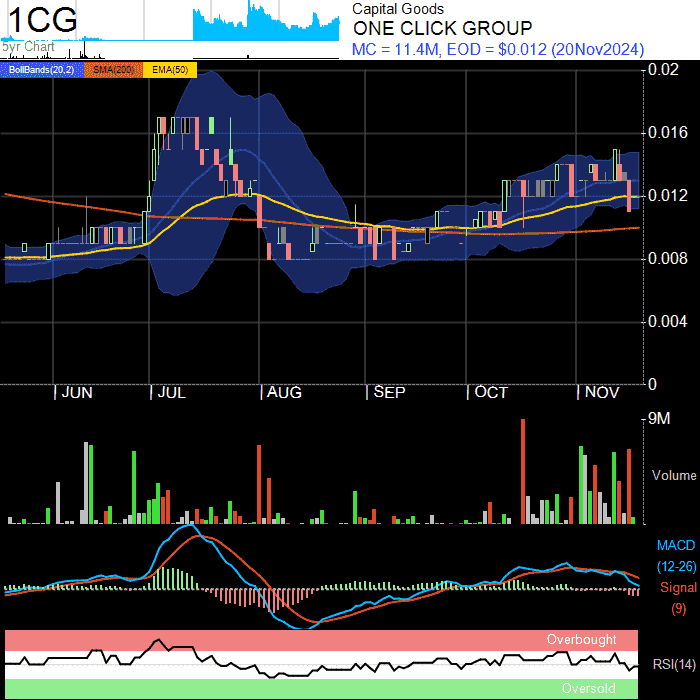 1CG
5yr Chart
Capital Goods
ONE CLICK GROUP
MC = 11.4M, EOD = $0.012 (20Nov2024)
BollBands(20,2) SMA(200) EMA(50)
0.02
0.016
0.012
0.008
0.004
0
JUN JUL AUG SEP OCT NOV
9M
Volume
MACD
(12-26)
Signal
(9)
Overbought
RSI(14)
Oversold